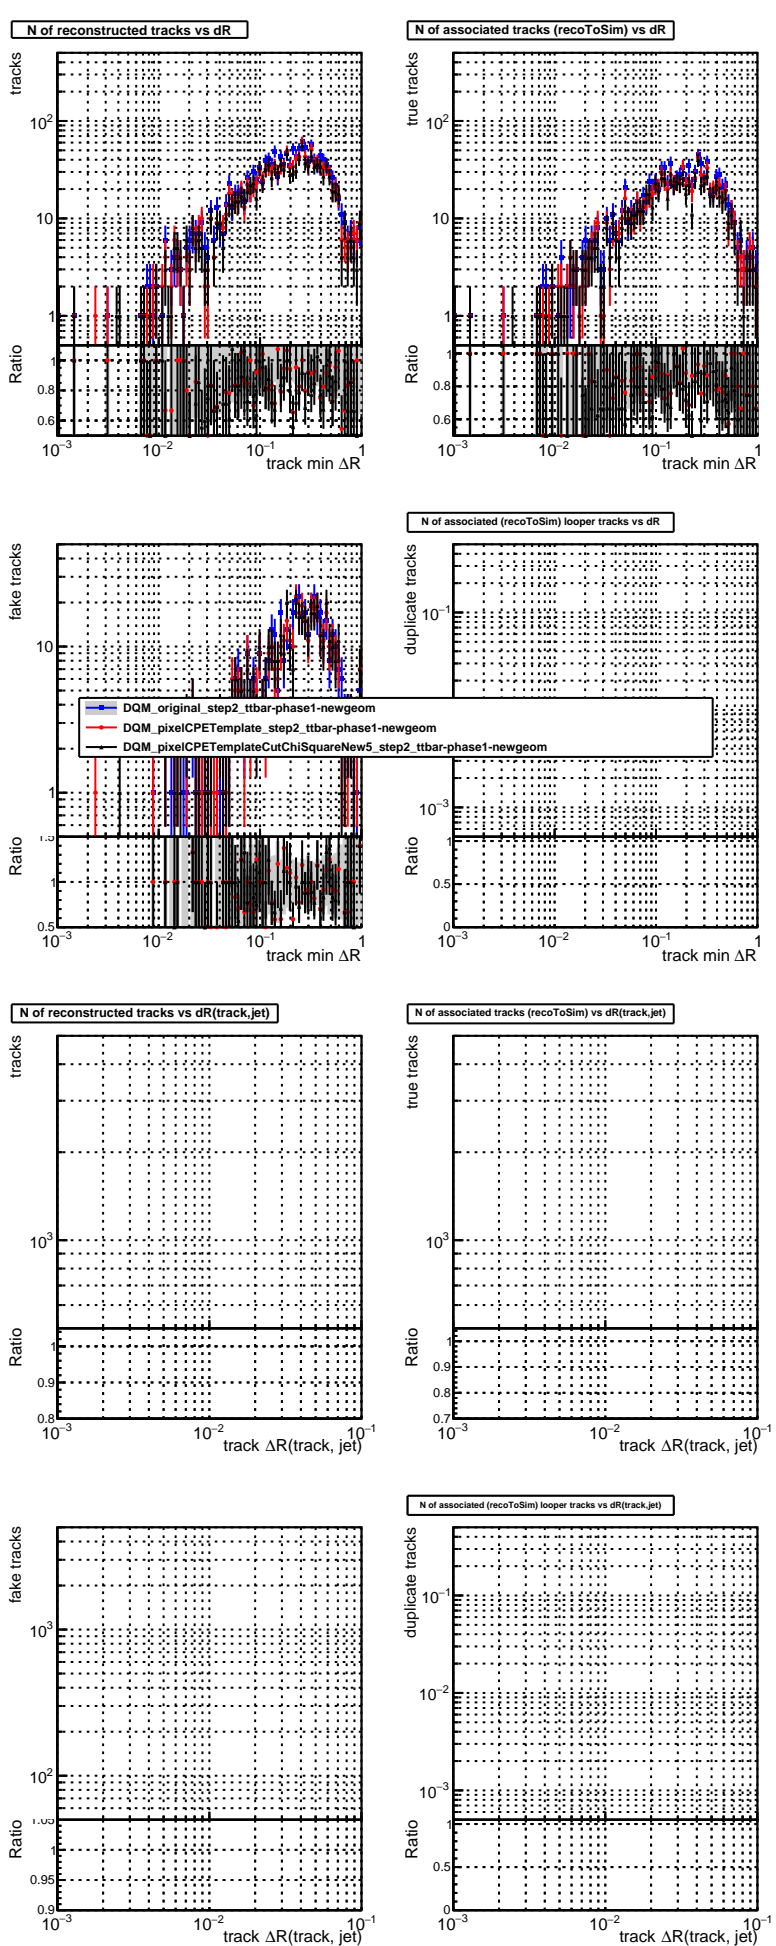 N of reconstructed tracks vs dR
tracks
10²
10
1
Ratio
1
0.8
0.6
10⁻³
10⁻²
10⁻¹
1
track min ΔR
N of associated tracks (recoToSim) vs dR
true tracks
10²
10
1
Ratio
1
0.8
0.6
10⁻³
10⁻²
10⁻¹
1
track min ΔR
fake tracks
10
1
Ratio
1.5
1
0.5
10⁻³
10⁻²
10⁻¹
1
track min ΔR
N of associated (recoToSim) looper tracks vs dR
duplicate tracks
10⁻¹
10⁻³
Ratio
1
0.5
0
10⁻³
10⁻²
10⁻¹
1
track min ΔR
DQM_original_step2_ttbar-phase1-newgeom
DQM_pixelCPETemplate_step2_ttbar-phase1-newgeom
DQM_pixelCPETemplateCutChiSquareNew5_step2_ttbar-phase1-newgeom
N of reconstructed tracks vs dR(track,jet)
tracks
10³
Ratio
1
0.9
0.8
10⁻³
10⁻²
10⁻¹
track ΔR(track, jet)
N of associated tracks (recoToSim) vs dR(track,jet)
true tracks
10³
Ratio
1
0.9
0.8
0.7
10⁻³
10⁻²
10⁻¹
track ΔR(track, jet)
fake tracks
10³
10²
Ratio
1.05
1
0.95
0.9
10⁻³
10⁻²
10⁻¹
track ΔR(track, jet)
N of associated (recoToSim) looper tracks vs dR(track,jet)
duplicate tracks
10⁻¹
10⁻²
10⁻³
Ratio
1
0.5
0
10⁻³
10⁻²
10⁻¹
track ΔR(track, jet)